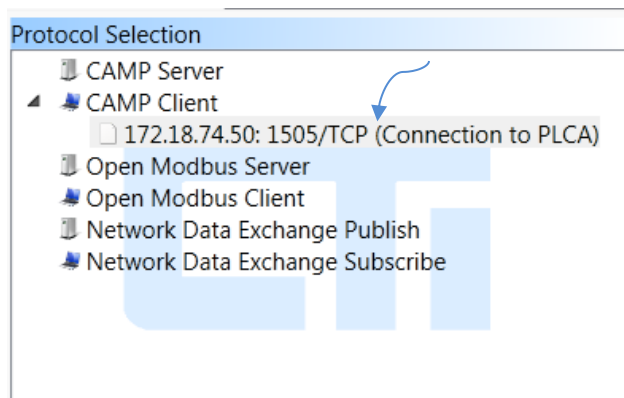 Protocol Selection
CAMP Server
CAMP Client
172.18.74.50: 1505/TCP (Connection to PLCA)
Open Modbus Server
Open Modbus Client
Network Data Exchange Publish
Network Data Exchange Subscribe
CTi